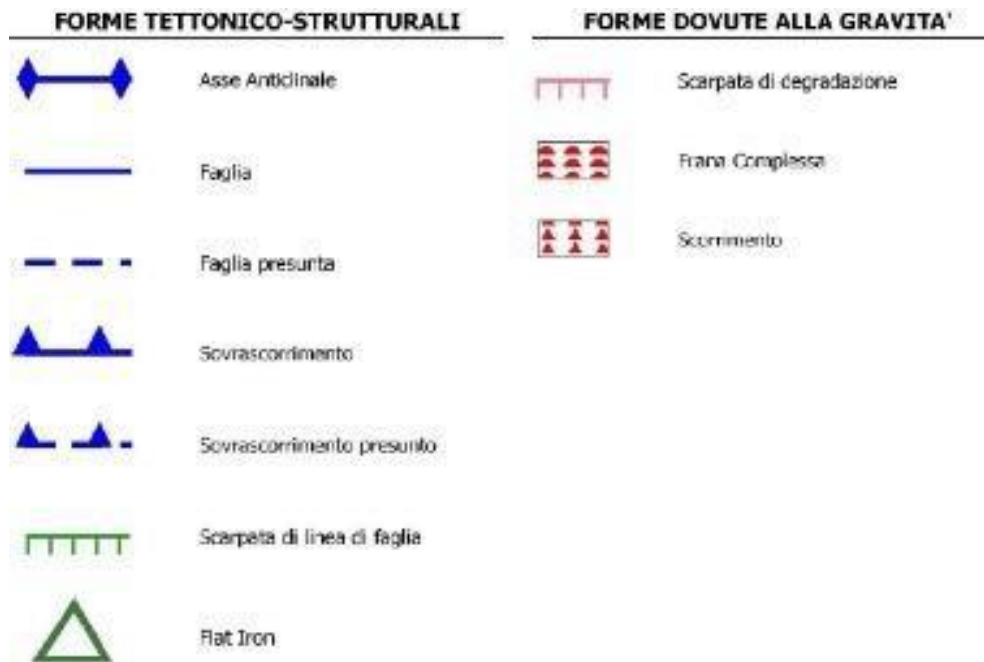 FORME TETTONICO-STRUTTURALI
Asse Anticlinale
Faglia
Faglia presunta
Sovrascorrimento
Sovrascorrimento presunto
Scarpata di linea di faglia
Flat Iron
FORME DOVUTE ALLA GRAVITA'
Scarpata di degradazione
Frana Complessa
Scorrimento